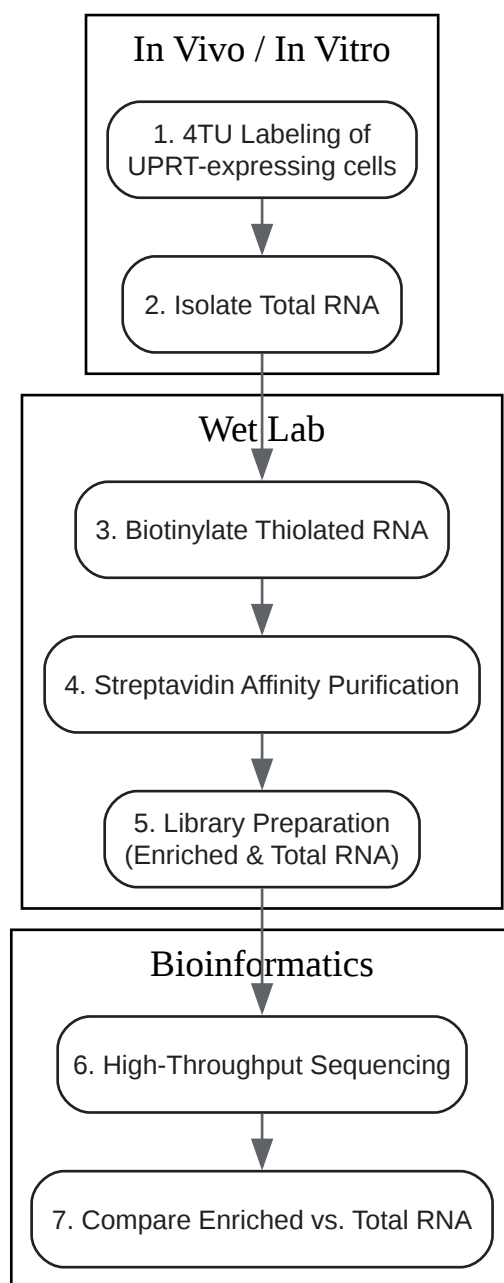 In Vivo / In Vitro
1. 4TU Labeling of
UPRT-expressing cells
2. Isolate Total RNA
Wet Lab
3. Biotinylate Thiolated RNA
4. Streptavidin Affinity Purification
5. Library Preparation
(Enriched & Total RNA)
Bioinformatics
6. High-Throughput Sequencing
7. Compare Enriched vs. Total RNA